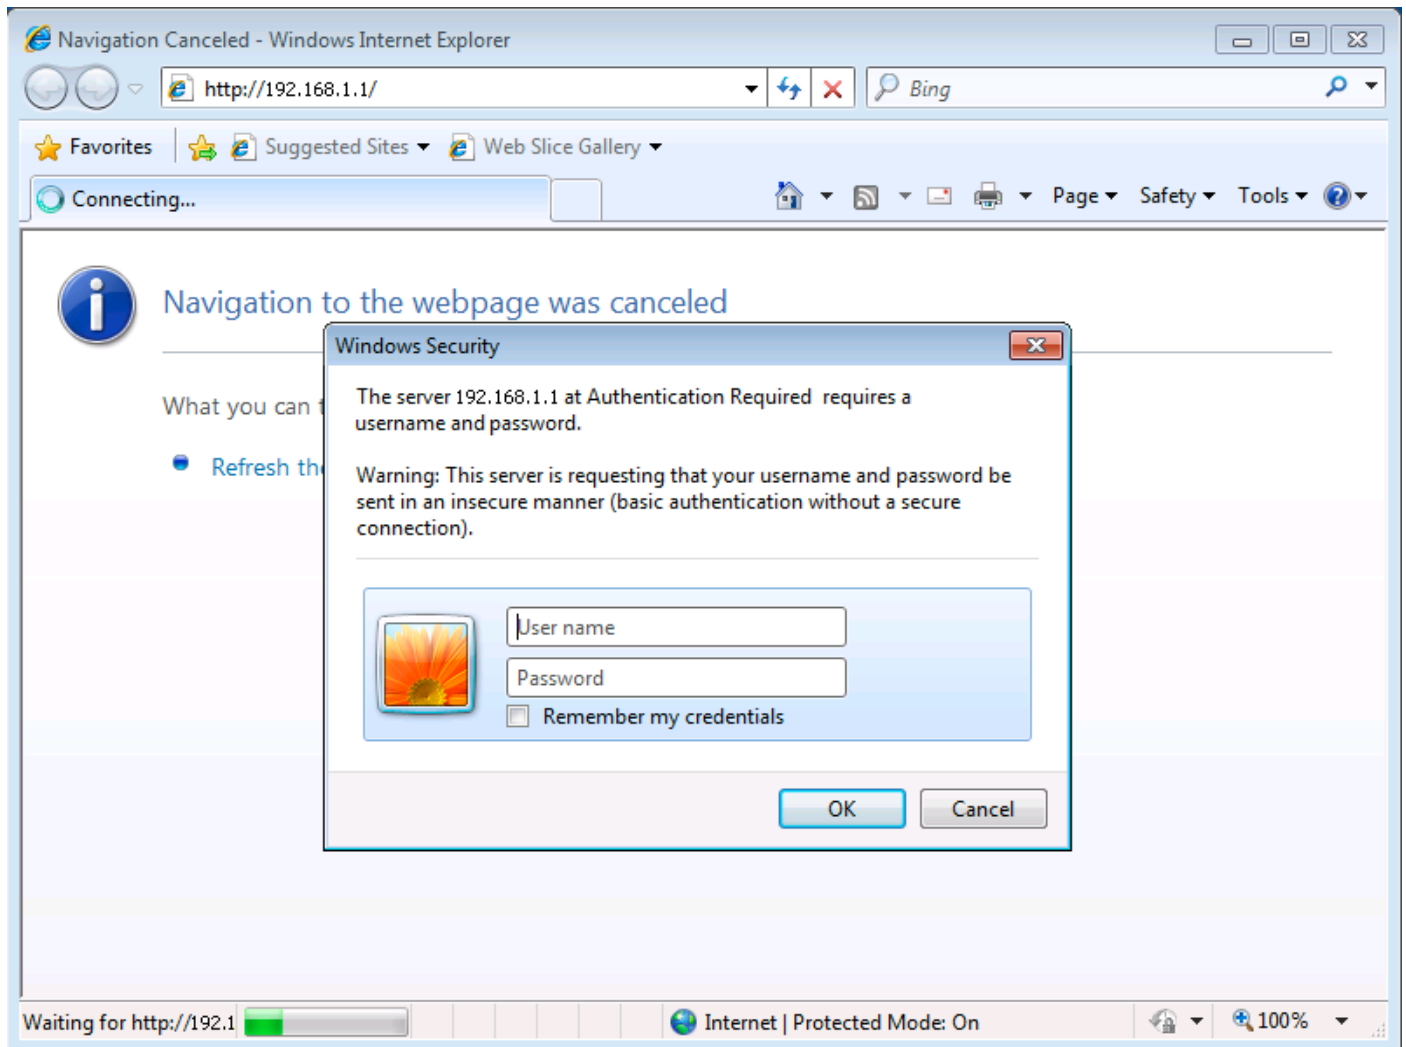 Navigation Canceled - Windows Internet Explorer
http://192.168.1.1/
Bing
Favorites
Suggested Sites
Web Slice Gallery
Connecting...
Page
Safety
Tools
Navigation to the webpage was canceled
Windows Security
What you can
The server 192.168.1.1 at Authentication Required  requires a
username and password.
Refresh the
Warning: This server is requesting that your username and password be
sent in an insecure manner (basic authentication without a secure
connection).
User name
Password
Remember my credentials
OK
Cancel
Waiting for http://192.1
Internet | Protected Mode: On
100%